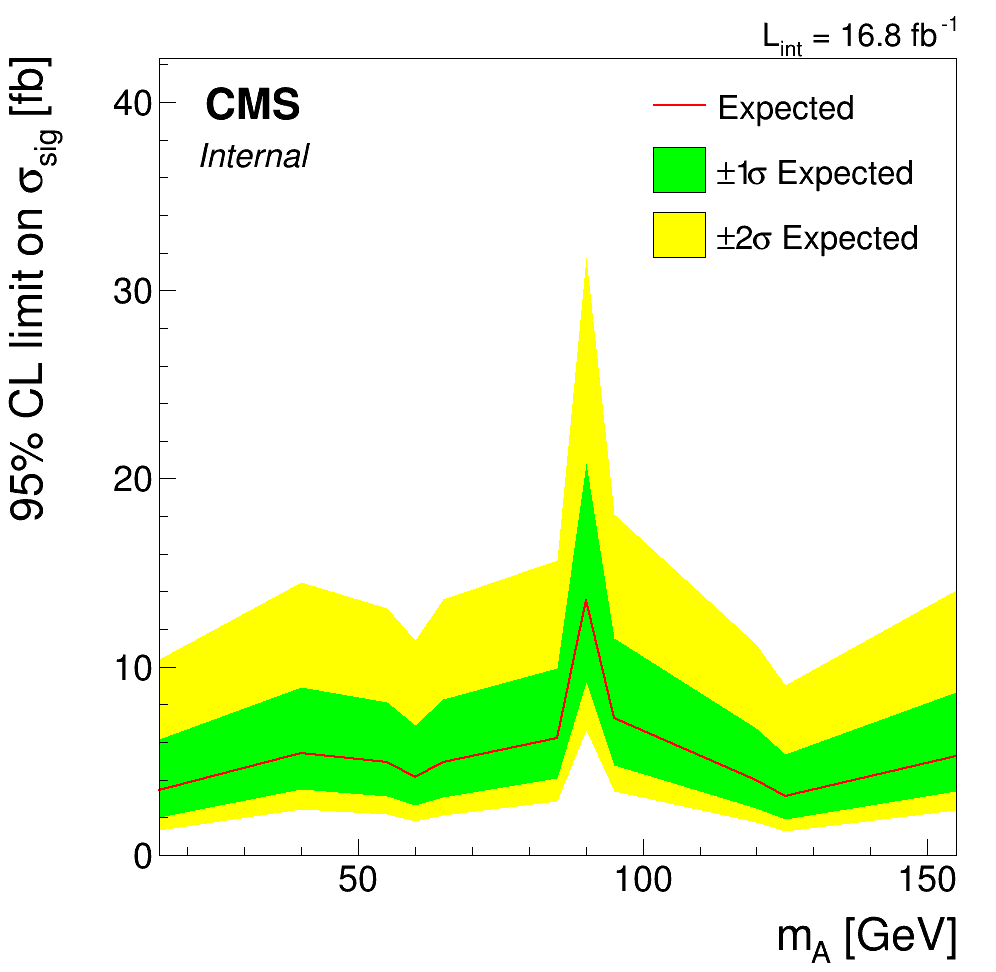 L_int = 16.8 fb^-1
95% CL limit on σ_sig [fb]
CMS
Internal
Expected
±1σ Expected
±2σ Expected
40
30
20
10
0
50
100
150
m_A [GeV]